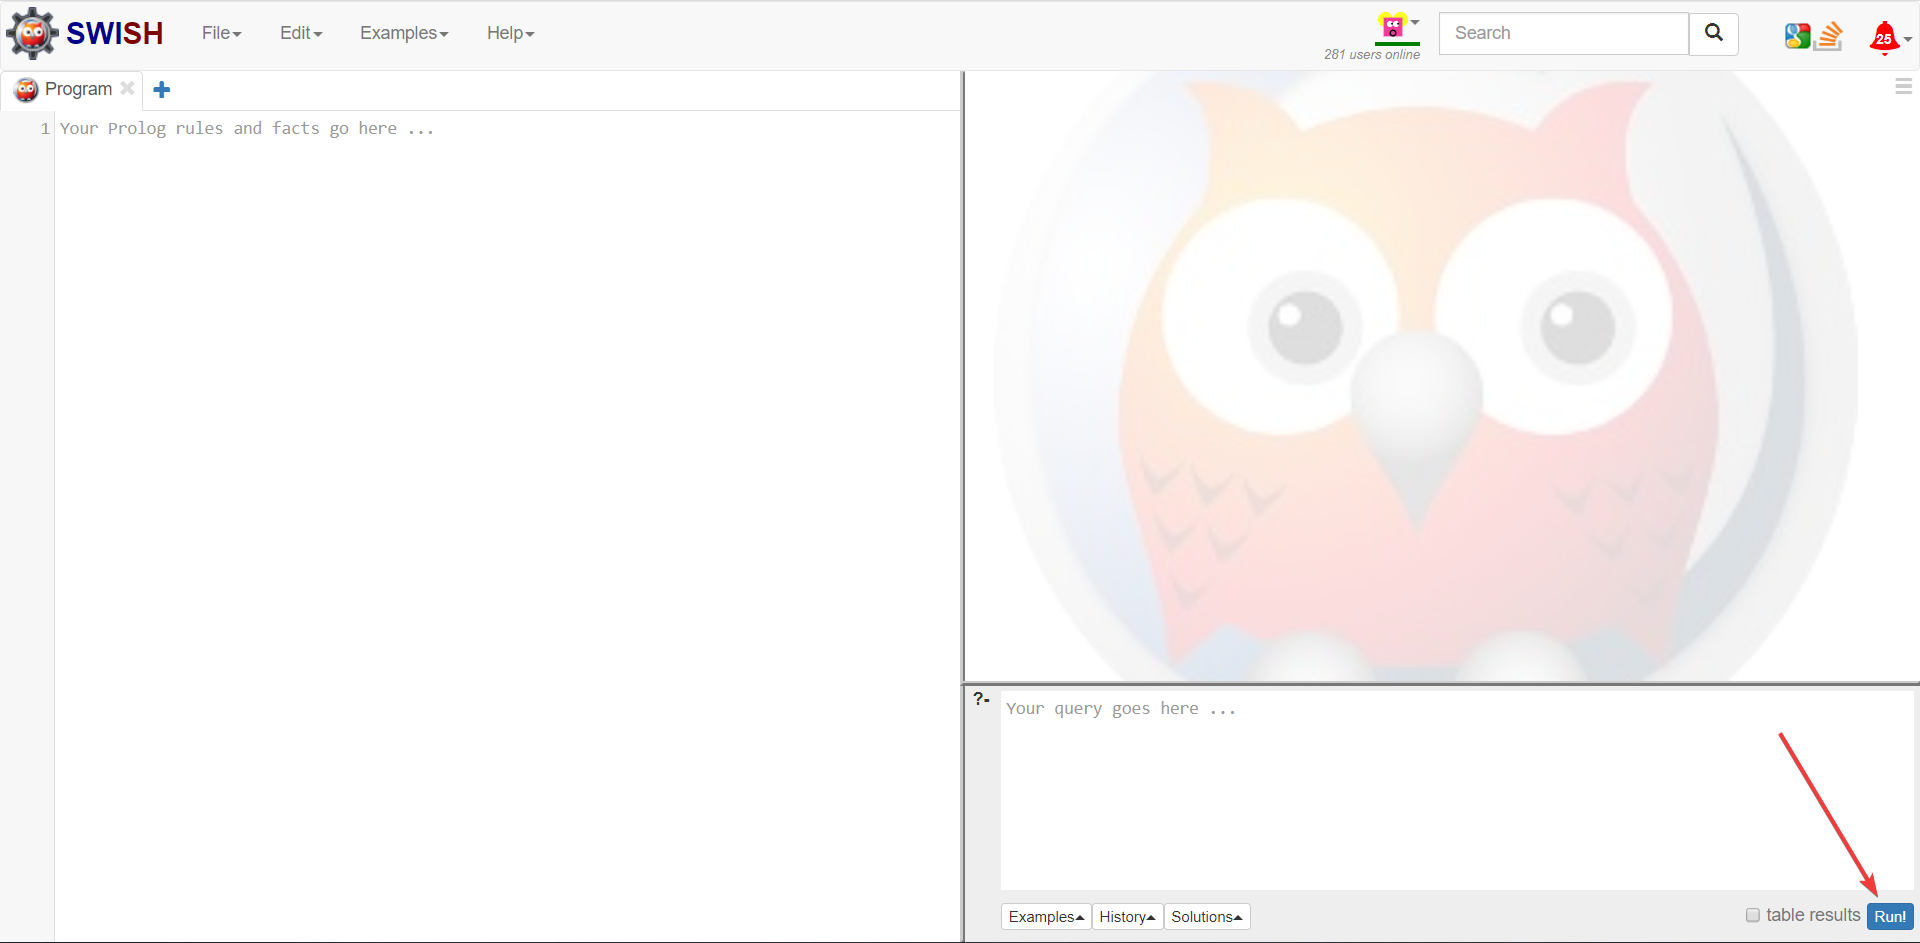 SWISH File Edit Examples Help 281 users online Search 25
Program
1 Your Prolog rules and facts go here ...
?- Your query goes here ...
Examples History Solutions table results Run!